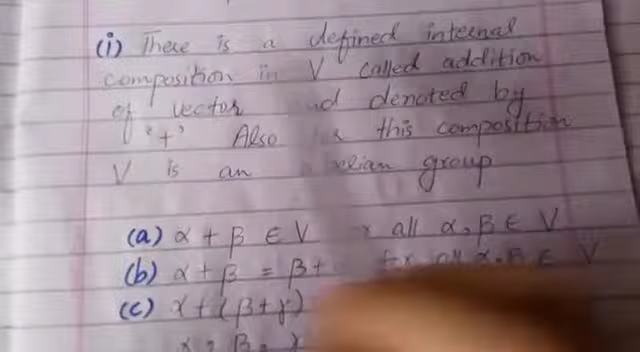 (i) There is a defined internal
composition in V called addition
of vector denoted by
'+' Also this composition
V is an group
(a) α + β ∈ V all α, β ∈ V
(b) α + β = β + ∈ V
(c) α + (β + γ)